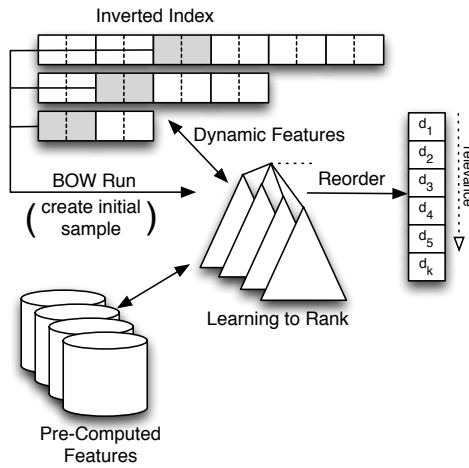 Inverted Index
Dynamic Features
BOW Run
(create initial
sample)
Reorder
d1
d2
d3
d4
d5
dk
relevance
Learning to Rank
Pre-Computed
Features